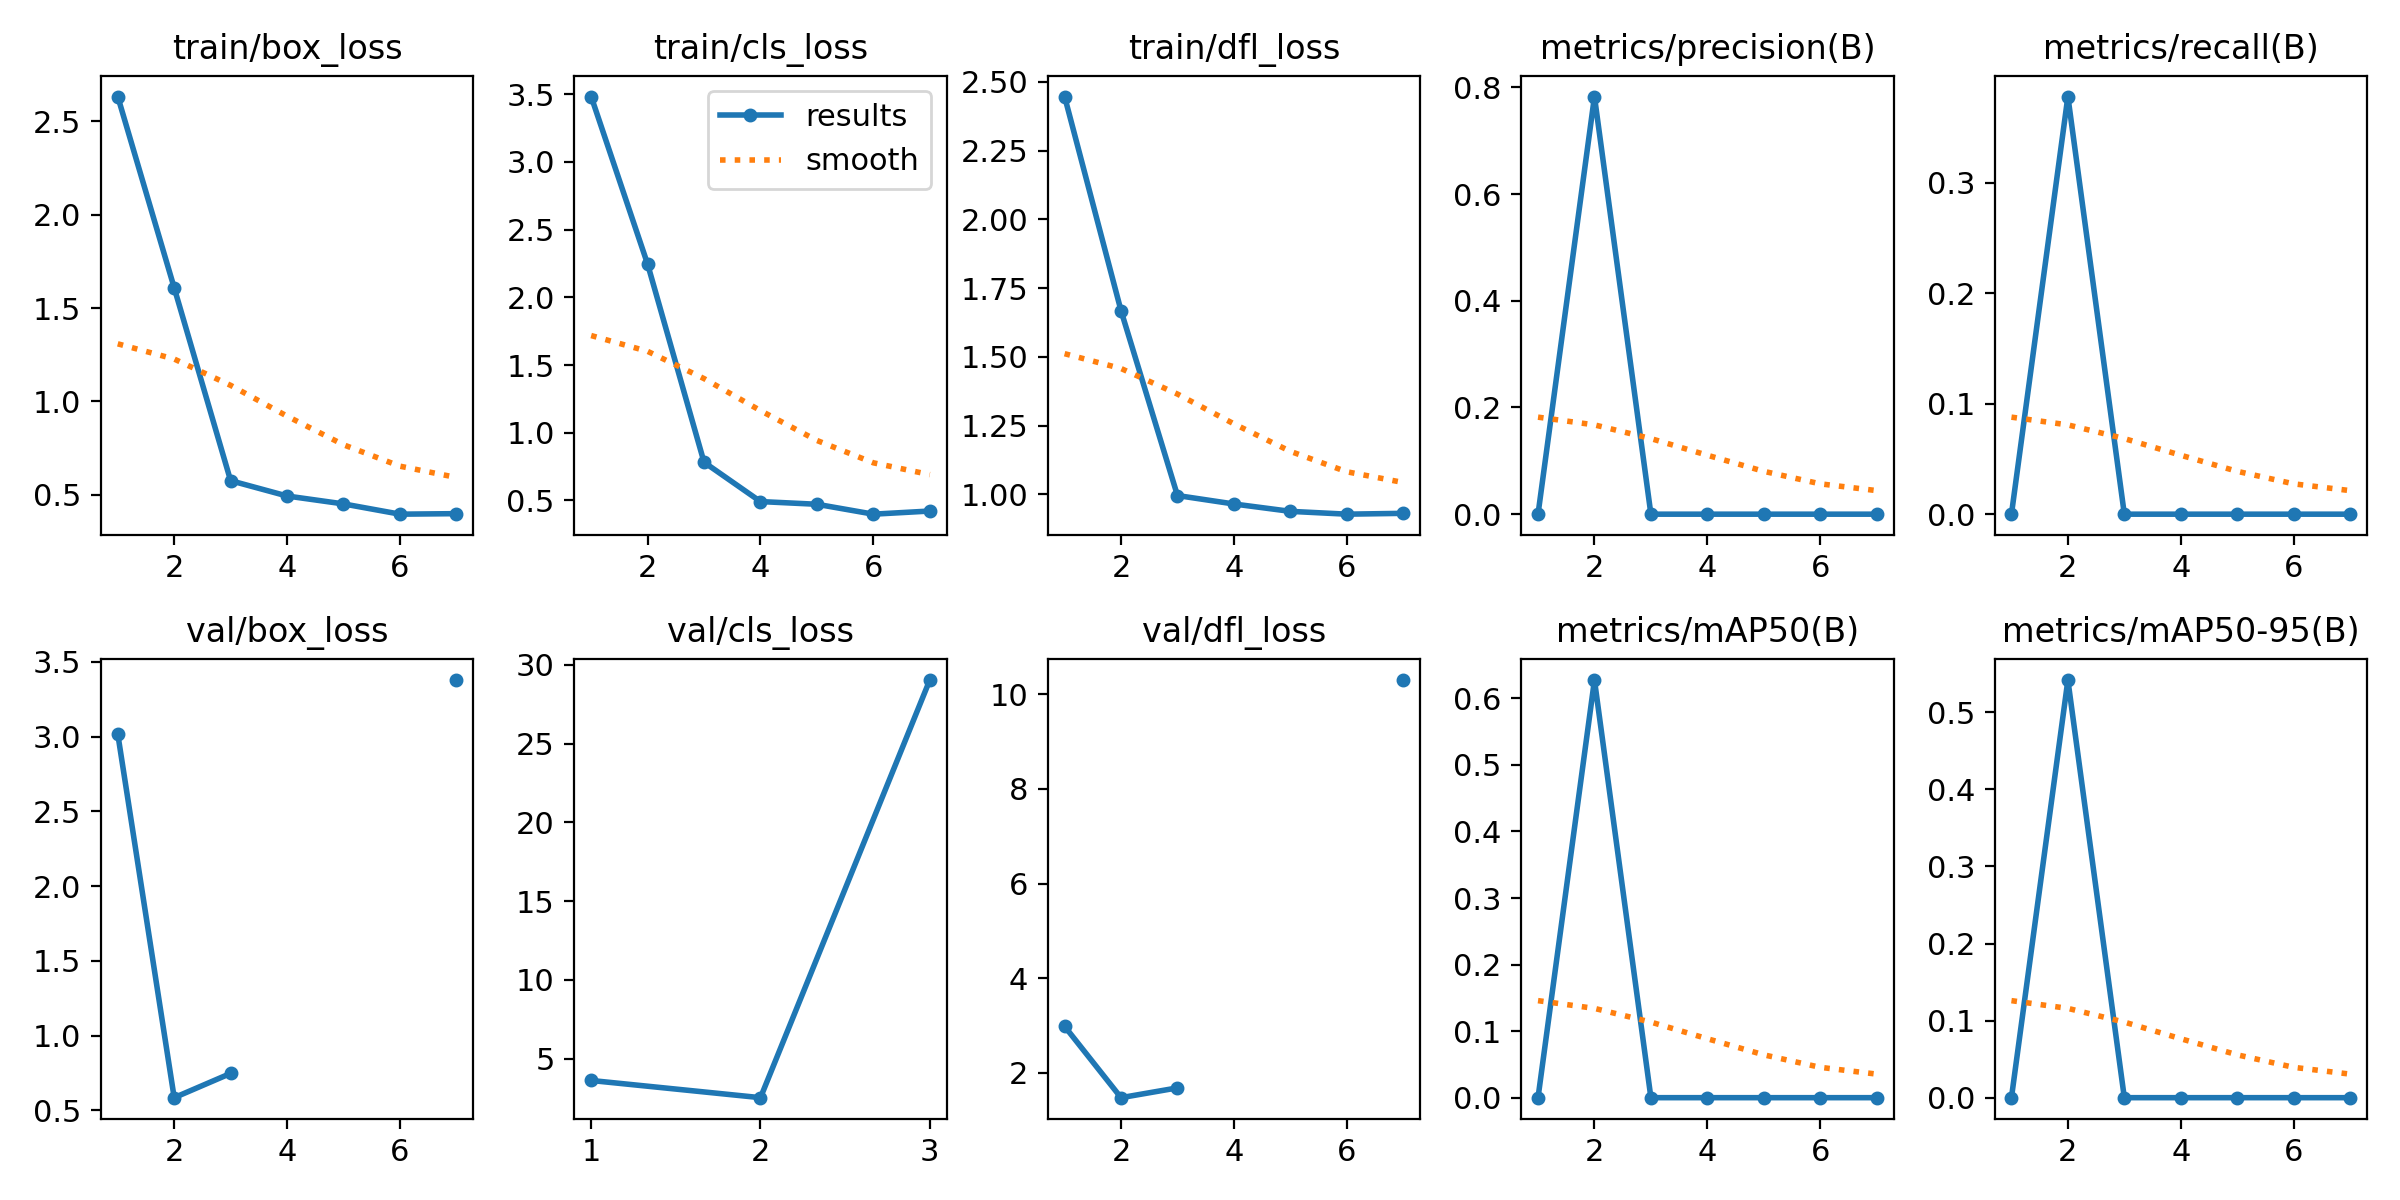 train/box_loss
2.5
2.0
1.5
1.0
0.5
2 4 6
train/cls_loss
results
smooth
3.5
3.0
2.5
2.0
1.5
1.0
0.5
2 4 6
train/dfl_loss
2.50
2.25
2.00
1.75
1.50
1.25
1.00
2 4 6
metrics/precision(B)
0.8
0.6
0.4
0.2
0.0
2 4 6
metrics/recall(B)
0.3
0.2
0.1
0.0
2 4 6
val/box_loss
3.5
3.0
2.5
2.0
1.5
1.0
0.5
2 4 6
val/cls_loss
30
25
20
15
10
5
1 2 3
val/dfl_loss
10
8
6
4
2
2 4 6
metrics/mAP50(B)
0.6
0.5
0.4
0.3
0.2
0.1
0.0
2 4 6
metrics/mAP50-95(B)
0.5
0.4
0.3
0.2
0.1
0.0
2 4 6